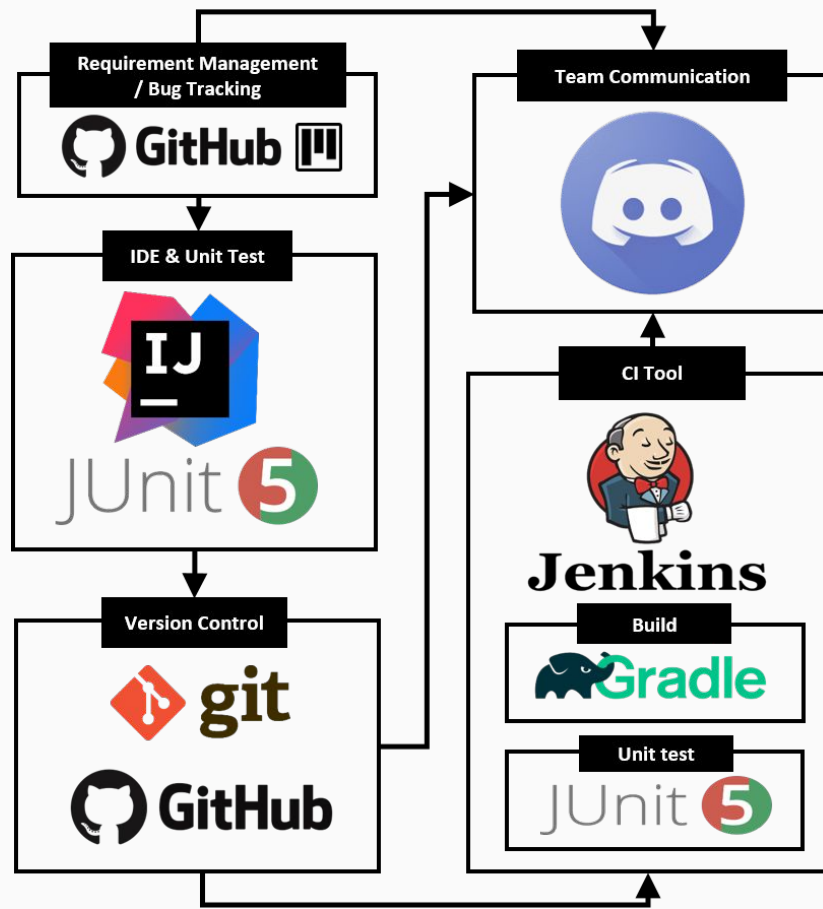 Requirement Management
/ Bug Tracking
GitHub
Team Communication
IDE & Unit Test
IJ
JUnit 5
Version Control
git
GitHub
CI Tool
Jenkins
Build
Gradle
Unit test
JUnit 5